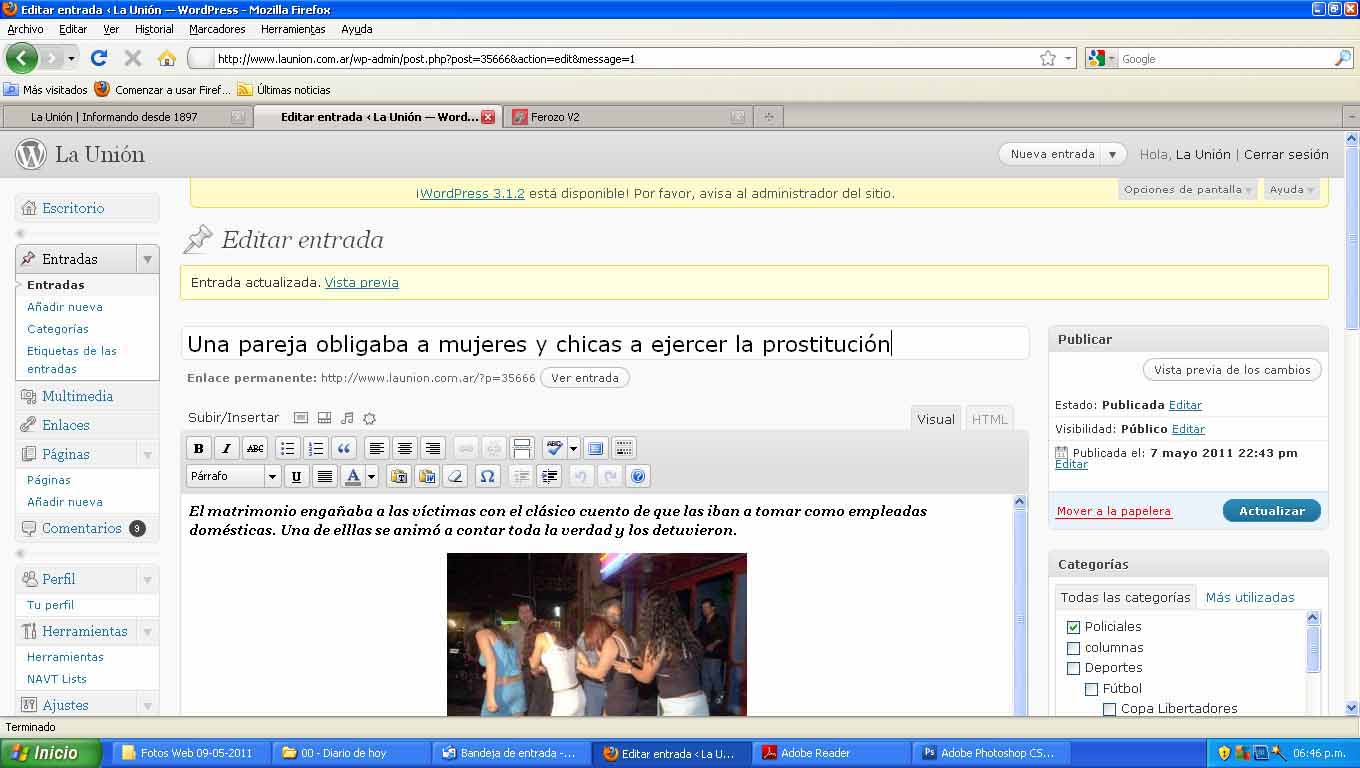 Editar entrada ‹ La Unión — WordPress - Mozilla Firefox
Archivo Editar Ver Historial Marcadores Herramientas Ayuda
http://www.launion.com.ar/wp-admin/post.php?post=35666&action=edit&message=1
Google
Más visitados Comenzar a usar Firef... Últimas noticias
La Unión | Informando desde 1897
Editar entrada ‹ La Unión — Word...
Ferozo V2
La Unión
Nueva entrada
Hola, La Unión | Cerrar sesión
¡WordPress 3.1.2 está disponible! Por favor, avisa al administrador del sitio.
Opciones de pantalla
Ayuda
Escritorio
Entradas
Entradas
Añadir nueva
Categorías
Etiquetas de las
entradas
Multimedia
Enlaces
Páginas
Páginas
Añadir nueva
Comentarios 9
Perfil
Tu perfil
Herramientas
Herramientas
NAVT Lists
Ajustes
Editar entrada
Entrada actualizada. Vista previa
Una pareja obligaba a mujeres y chicas a ejercer la prostitución
Enlace permanente: http://www.launion.com.ar/?p=35666 Ver entrada
Subir/Insertar
Visual HTML
B I ABC ABC
Párrafo U A Ω
El matrimonio engañaba a las víctimas con el clásico cuento de que las iban a tomar como empleadas
domésticas. Una de elllas se animó a contar toda la verdad y los detuvieron.
Publicar
Vista previa de los cambios
Estado: Publicada Editar
Visibilidad: Público Editar
Publicada el: 7 mayo 2011 22:43 pm
Editar
Mover a la papelera
Actualizar
Categorías
Todas las categorías Más utilizadas
Policiales
columnas
Deportes
Fútbol
Copa Libertadores
Terminado
Inicio
Fotos Web 09-05-2011
00 - Diario de hoy
Bandeja de entrada -...
Editar entrada ‹ La U...
Adobe Reader
Adobe Photoshop CS...
06:46 p.m.